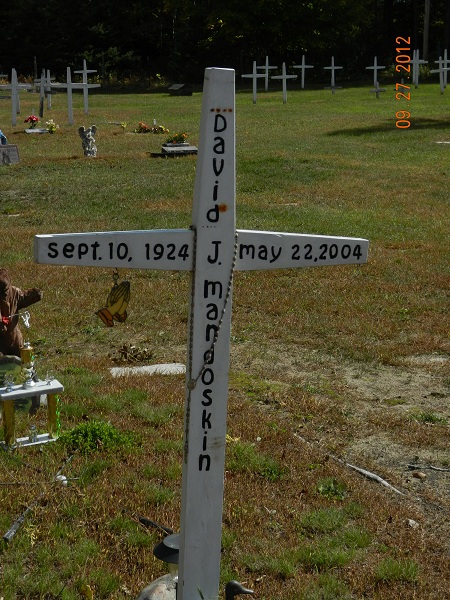 David J. mandoskin
sept. 10, 1924
may 22, 2004
09.27.2012